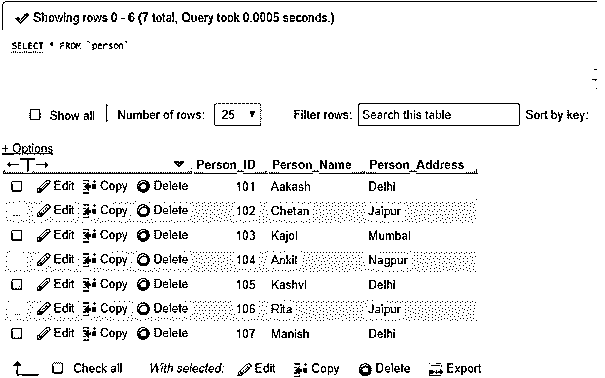 Showing rows 0 - 6 (7 total, Query took 0.0005 seconds.)
SELECT * FROM `person`
Show all Number of rows: 25 Filter rows: Search this table Sort by key:
+ Options
←T→ Person_ID Person_Name Person_Address
Edit Copy Delete 101 Aakash Delhi
Edit Copy Delete 102 Chetan Jaipur
Edit Copy Delete 103 Kajol Mumbai
Edit Copy Delete 104 Ankit Nagpur
Edit Copy Delete 105 Kashvi Delhi
Edit Copy Delete 106 Rita Jaipur
Edit Copy Delete 107 Manish Delhi
Check all With selected: Edit Copy Delete Export